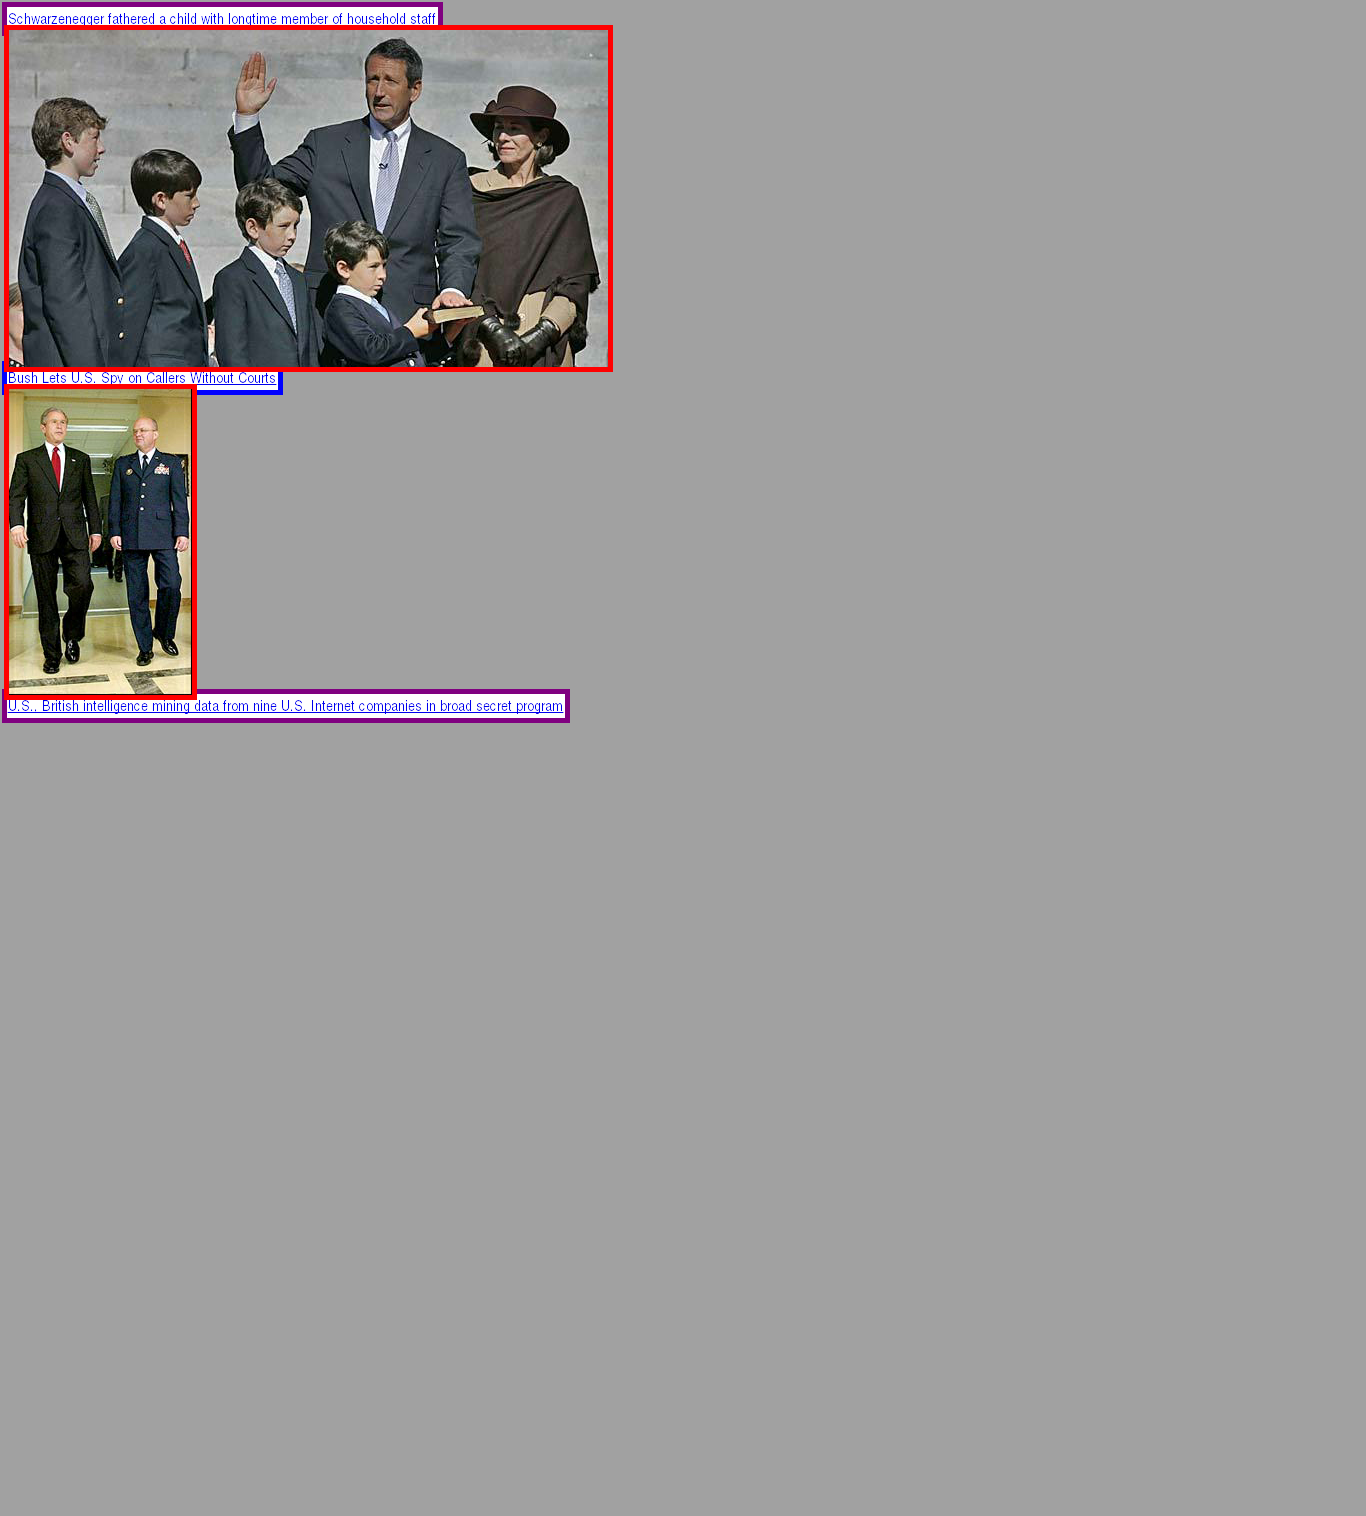 Schwarzenegger fathered a child with longtime member of household staff
Bush Lets U.S. Spy on Callers Without Courts
U.S., British intelligence mining data from nine U.S. Internet companies in broad secret program